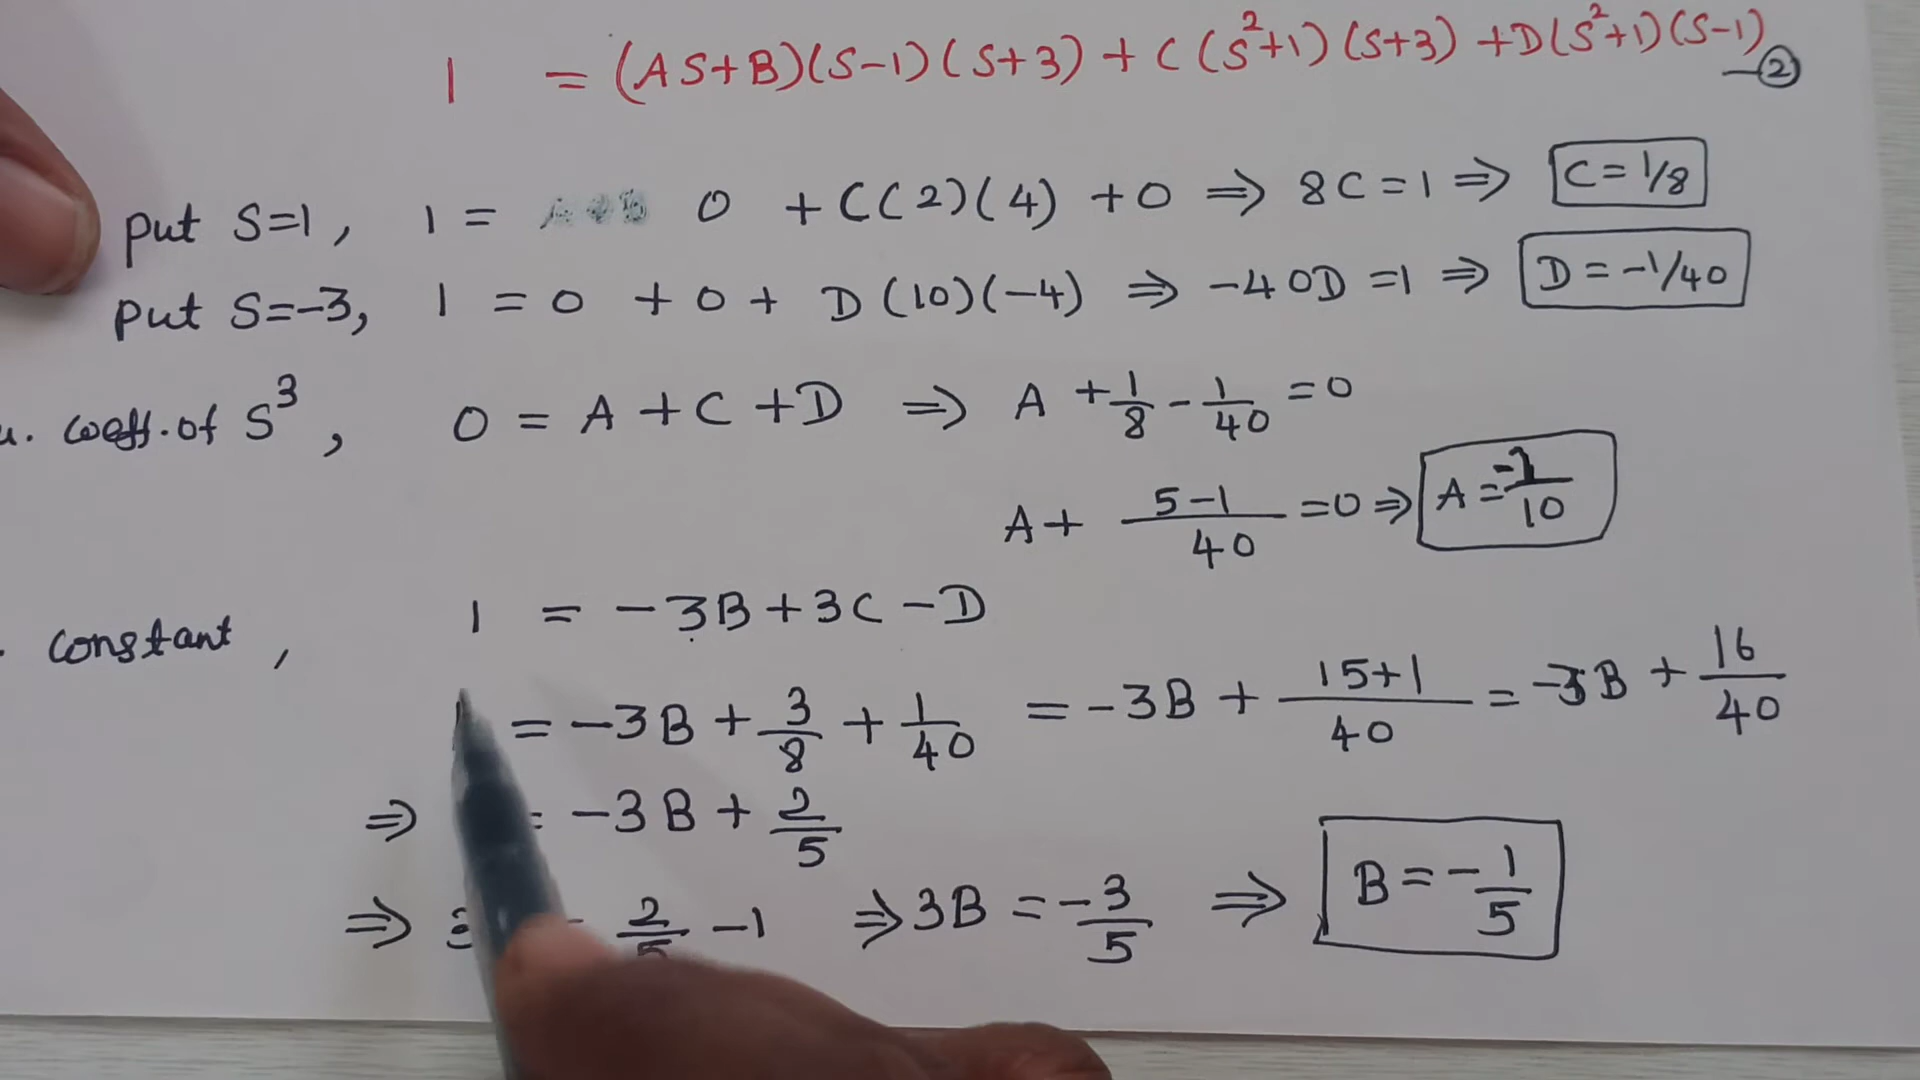 1 = (AS+B)(S-1)(S+3) + C(S²+1)(S+3) + D(S²+1)(S-1) —②
put S=1, 1 = 0 + C(2)(4) + 0 ⇒ 8C=1 ⇒ C=1/8
put S=-3, 1 = 0 + 0 + D(10)(-4) ⇒ -40D=1 ⇒ D=-1/40
coeff. of S³, 0 = A+C+D ⇒ A + 1/8 - 1/40 = 0
A + (5-1)/40 = 0 ⇒ A = -1/10
constant, 1 = -3B+3C-D
= -3B + 3/8 + 1/40 = -3B + (15+1)/40 = -3B + 16/40
⇒ = -3B + 2/5
⇒ 2/5 -1 ⇒ 3B = -3/5 ⇒ B = -1/5